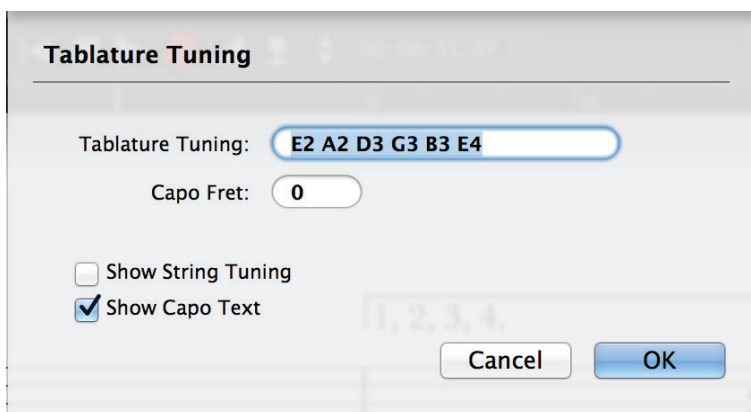 Tablature Tuning
Tablature Tuning: E2 A2 D3 G3 B3 E4
Capo Fret: 0
Show String Tuning
Show Capo Text
1, 2, 3, 4.
Cancel OK